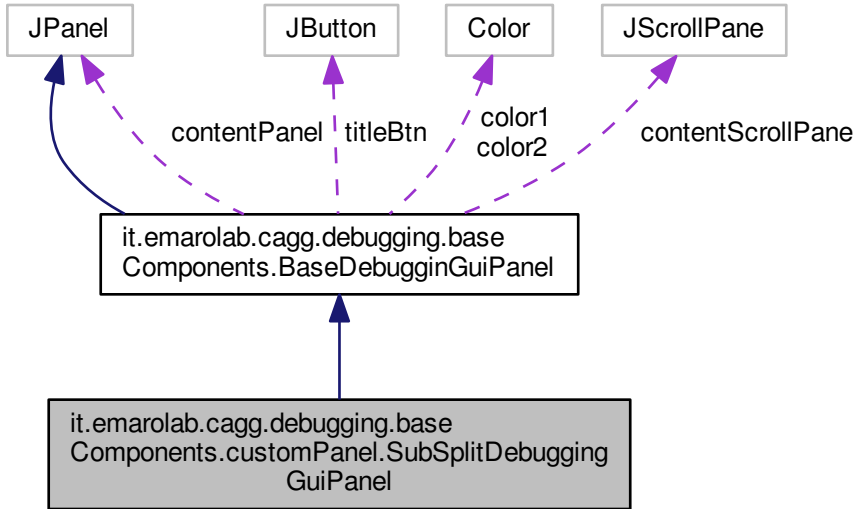 JPanel
JButton
Color
JScrollPane
contentPanel
titleBtn
color1
color2
contentScrollPane
it.emarolab.cagg.debugging.base
Components.BaseDebugginGuiPanel
it.emarolab.cagg.debugging.base
Components.customPanel.SubSplitDebugging
GuiPanel